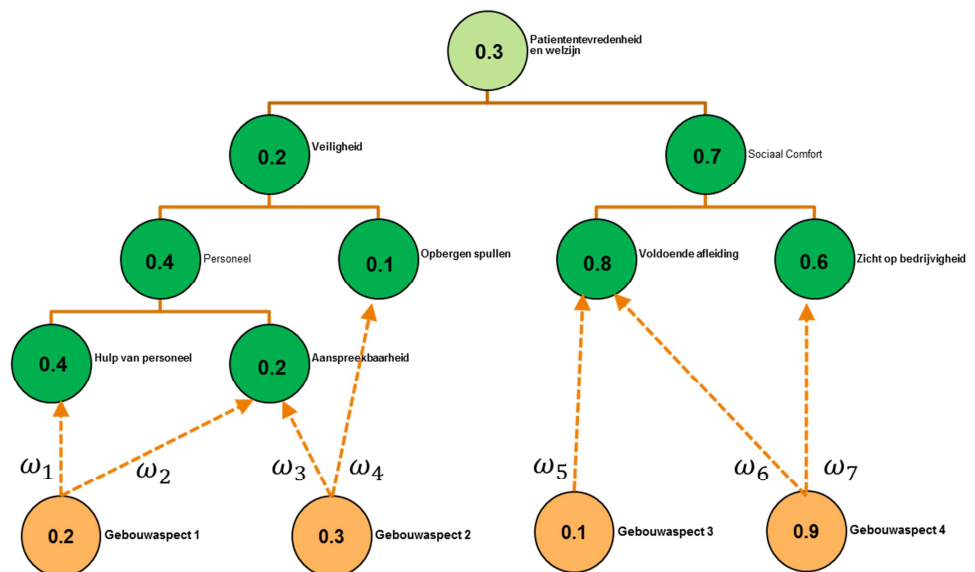 0.3
Patiententevredenheid
en welzijn
0.2
Veiligheid
0.7
Sociaal Comfort
0.4
Personeel
0.1
Opbergen spullen
0.8
Voldoende afleiding
0.6
Zicht op bedrijvigheid
0.4
Hulp van personeel
0.2
Aanspreekbaarheid
ω1
ω2
ω3
ω4
ω5
ω6
ω7
0.2
Gebouwaspect 1
0.3
Gebouwaspect 2
0.1
Gebouwaspect 3
0.9
Gebouwaspect 4